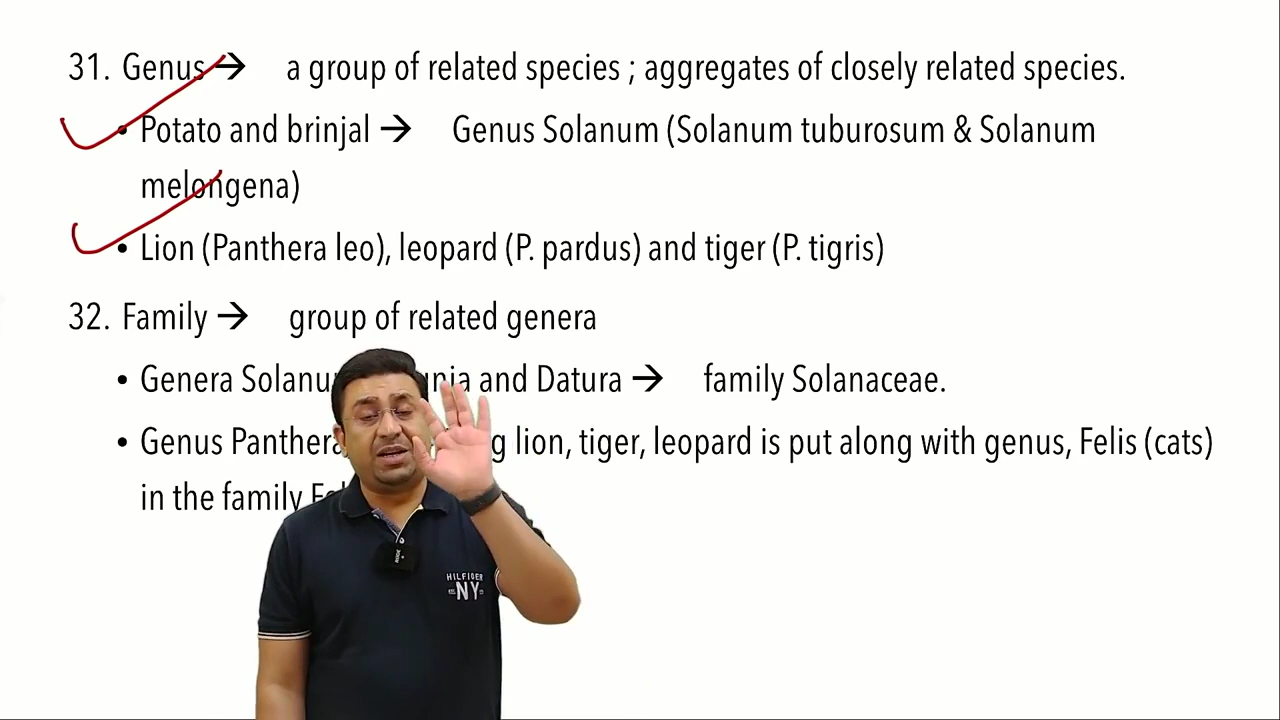 31. Genus → a group of related species ; aggregates of closely related species.
• Potato and brinjal → Genus Solanum (Solanum tuburosum & Solanum
melongena)
• Lion (Panthera leo), leopard (P. pardus) and tiger (P. tigris)
32. Family → group of related genera
• Genera and Datura → family Solanaceae.
• Genus Panthera, lion, tiger, leopard is put along with genus, Felis (cats)
in the family
HILFIGER
NY